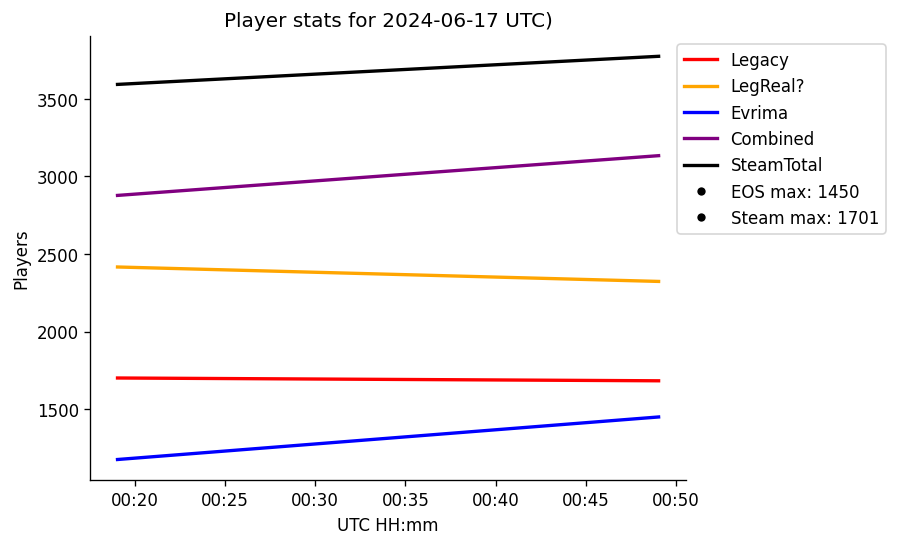 Player stats for 2024-06-17 UTC)
Legacy
LegReal?
Evrima
Combined
SteamTotal
EOS max: 1450
Steam max: 1701
Players
3500
3000
2500
2000
1500
00:20 00:25 00:30 00:35 00:40 00:45 00:50
UTC HH:mm